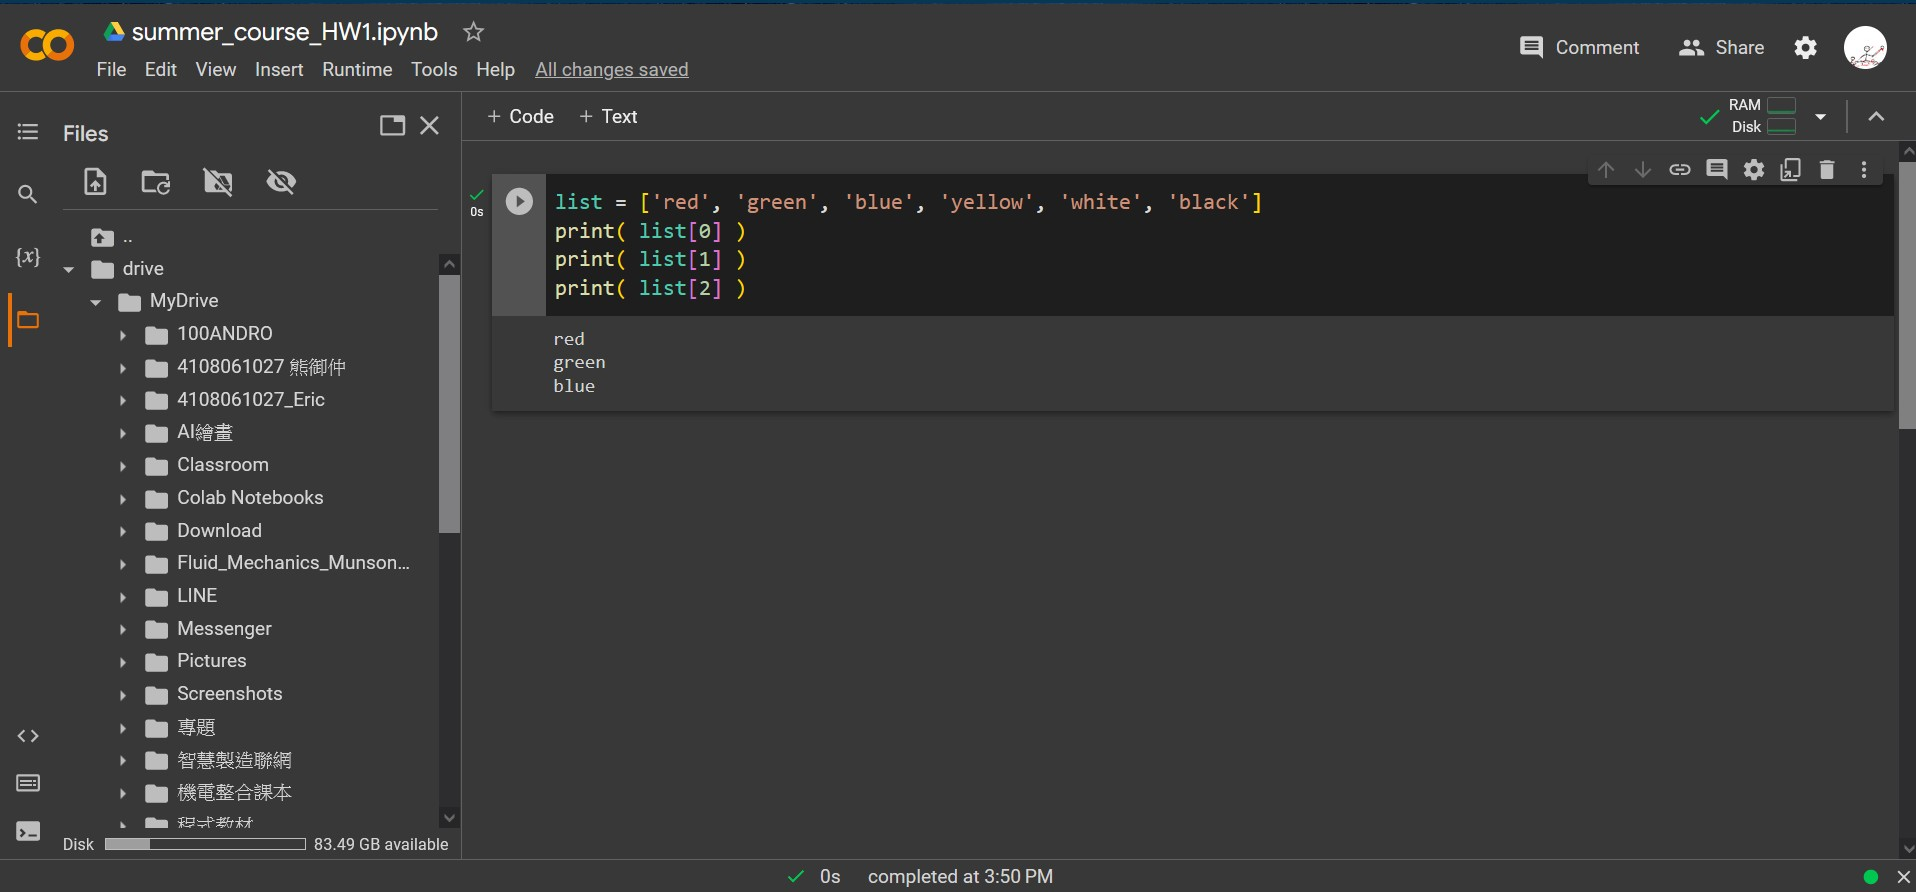 summer_course_HW1.ipynb
File Edit View Insert Runtime Tools Help All changes saved
Comment Share
Files
+ Code + Text
RAM
Disk
..
drive
MyDrive
100ANDRO
4108061027 熊御仲
4108061027_Eric
AI繪畫
Classroom
Colab Notebooks
Download
Fluid_Mechanics_Munson...
LINE
Messenger
Pictures
Screenshots
專題
智慧製造聯網
機電整合課本
程式教材
Disk 83.49 GB available
{x}
0s
list = ['red', 'green', 'blue', 'yellow', 'white', 'black']
print( list[0] )
print( list[1] )
print( list[2] )
red
green
blue
0s completed at 3:50 PM